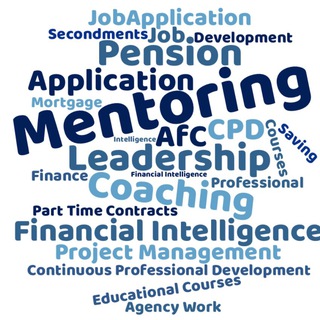 JobApplication
Secondments Job Development
Pension
Application
Mortgage
Mentoring
Intelligence AfC CPD Courses Saving
Leadership
Finance Financial Intelligence
Coaching Professional
Part Time Contracts
Financial Intelligence
Project Management
Continuous Professional Development
Educational Courses
Agency Work